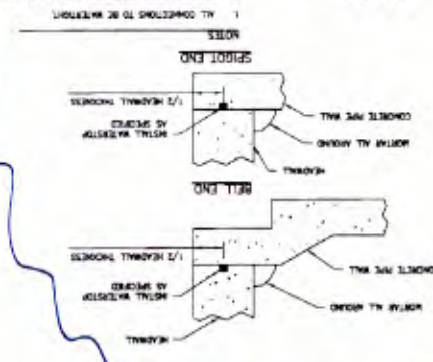 HEADWALL
MORTAR ALL AROUND
INSTALL WATERSTOP
AS SPECIFIED
CONCRETE PIPE WALL
1/2 HEADWALL THICKNESS
BELL END
HEADWALL
MORTAR ALL AROUND
INSTALL WATERSTOP
AS SPECIFIED
CONCRETE PIPE WALL
1/2 HEADWALL THICKNESS
SPIGOT END
NOTES
1. ALL CONNECTIONS TO BE WATERTIGHT